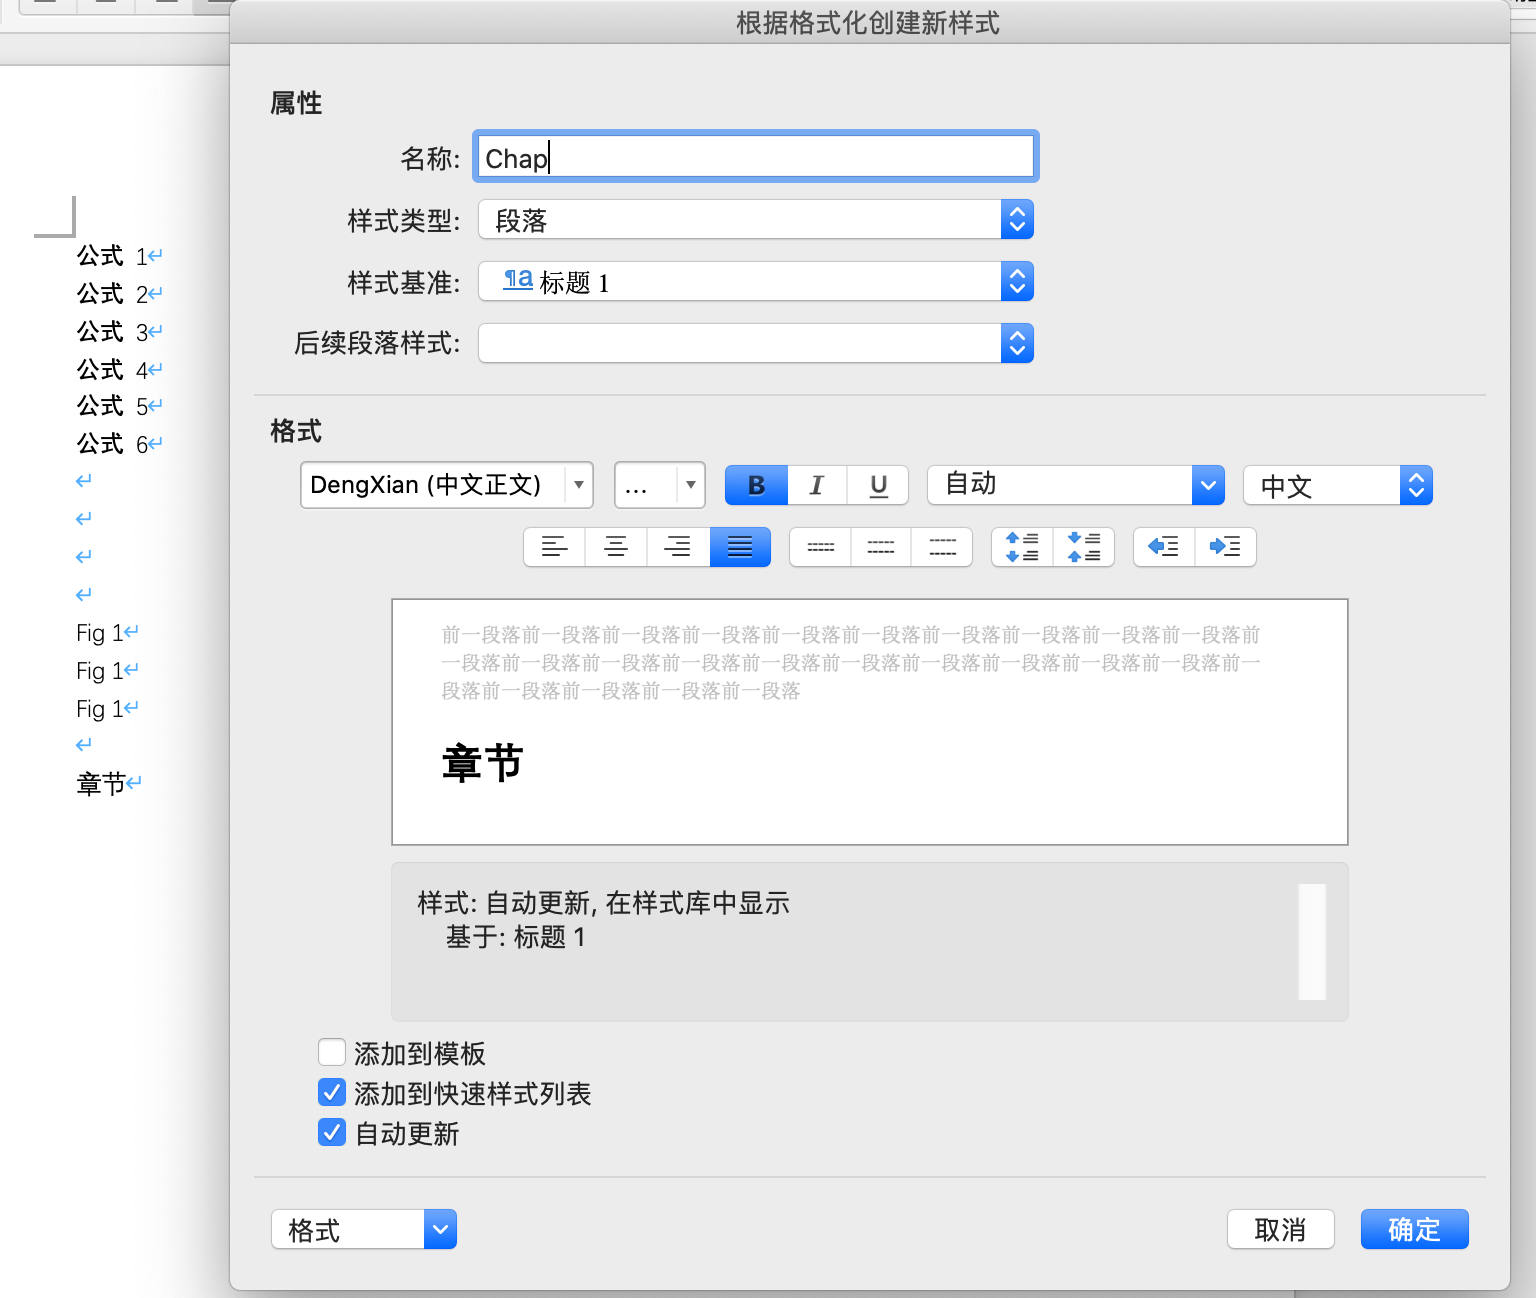 根据格式化创建新样式
属性
名称: Chap
样式类型: 段落
样式基准: ¶a 标题 1
后续段落样式:
格式
DengXian (中文正文) ... B I U 自动 中文
前一段落前一段落前一段落前一段落前一段落前一段落前一段落前一段落前一段落前一段落前
一段落前一段落前一段落前一段落前一段落前一段落前一段落前一段落前一段落前一段落前一
段落前一段落前一段落前一段落前一段落
章节
样式: 自动更新, 在样式库中显示
基于: 标题 1
添加到模板
添加到快速样式列表
自动更新
格式 取消 确定
公式 1↵
公式 2↵
公式 3↵
公式 4↵
公式 5↵
公式 6↵
↵
↵
↵
↵
Fig 1↵
Fig 1↵
Fig 1↵
↵
章节↵